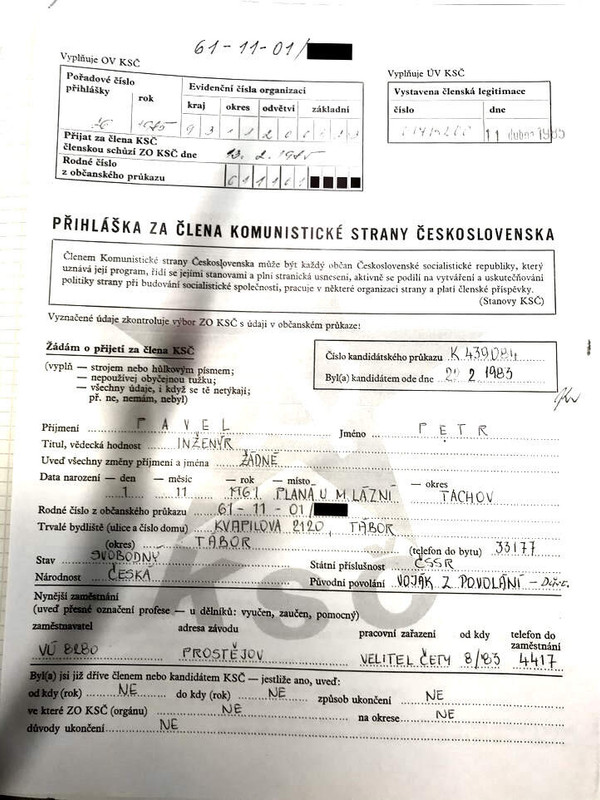 61-11-01/
Vyplňuje OV KSČ
Vyplňuje ÚV KSČ
Pořadové číslo přihlášky
rok
Evidenční čísla organizací
kraj okres odvětví základní
Vystavena členská legitimace
číslo dne
1985
11 dubna 1985
Přijat za člena KSČ
členskou schůzí ZO KSČ dne 13. 2. 1985
Rodné číslo
z občanského průkazu 611101
PŘIHLÁŠKA ZA ČLENA KOMUNISTICKÉ STRANY ČESKOSLOVENSKA
Členem Komunistické strany Československa může být každý občan Československé socialistické republiky, který
uznává její program, řídí se jejími stanovami a plní stranická usnesení, aktivně se podílí na vytváření a uskutečňování
politiky strany při budování socialistické společnosti, pracuje v některé organizaci strany a platí členské příspěvky.
(Stanovy KSČ)
Vyznačené údaje zkontroluje výbor ZO KSČ s údaji v občanském průkaze!
Žádám o přijetí za člena KSČ
(vyplň — strojem nebo hůlkovým písmem;
— nepoužívej obyčejnou tužku;
— všechny údaje, i když se tě netýkají;
př. ne, nemám, nebyl)
Číslo kandidátského průkazu K 439084
Byl(a) kandidátem ode dne 2 1983
Příjmení PAVEL Jméno PETR
Titul, vědecká hodnost INŽENÝR
Uveď všechny změny příjmení a jména ŽÁDNÉ
Datum narození — den — měsíc — rok — místo — okres
1 11 1961 PLANÁ U M. LÁZNÍ TACHOV
Rodné číslo z občanského průkazu 61-11-01/
Trvalé bydliště (ulice a číslo domu) KVAPILOVA 2120, TÁBOR
(okres) TÁBOR (telefon do bytu) 33177
Stav SVOBODNÝ Státní příslušnost ČSSR
Národnost ČESKÁ Původní povolání VOJÁK Z POVOLÁNÍ
Nynější zaměstnání
(uveď přesné označení profese — u dělníků: vyučen, zaučen, pomocný)
zaměstnavatel adresa závodu pracovní zařazení od kdy telefon do zaměstnání
VÚ 8280 PROSTĚJOV VELITEL ČETY 8/83 4417
Byl(a) jsi již dříve členem nebo kandidátem KSČ — jestliže ano, uveď:
od kdy (rok) NE do kdy (rok) NE způsob ukončení NE
ve které ZO KSČ (orgánu) NE na okrese NE
důvody ukončení NE
KSČ